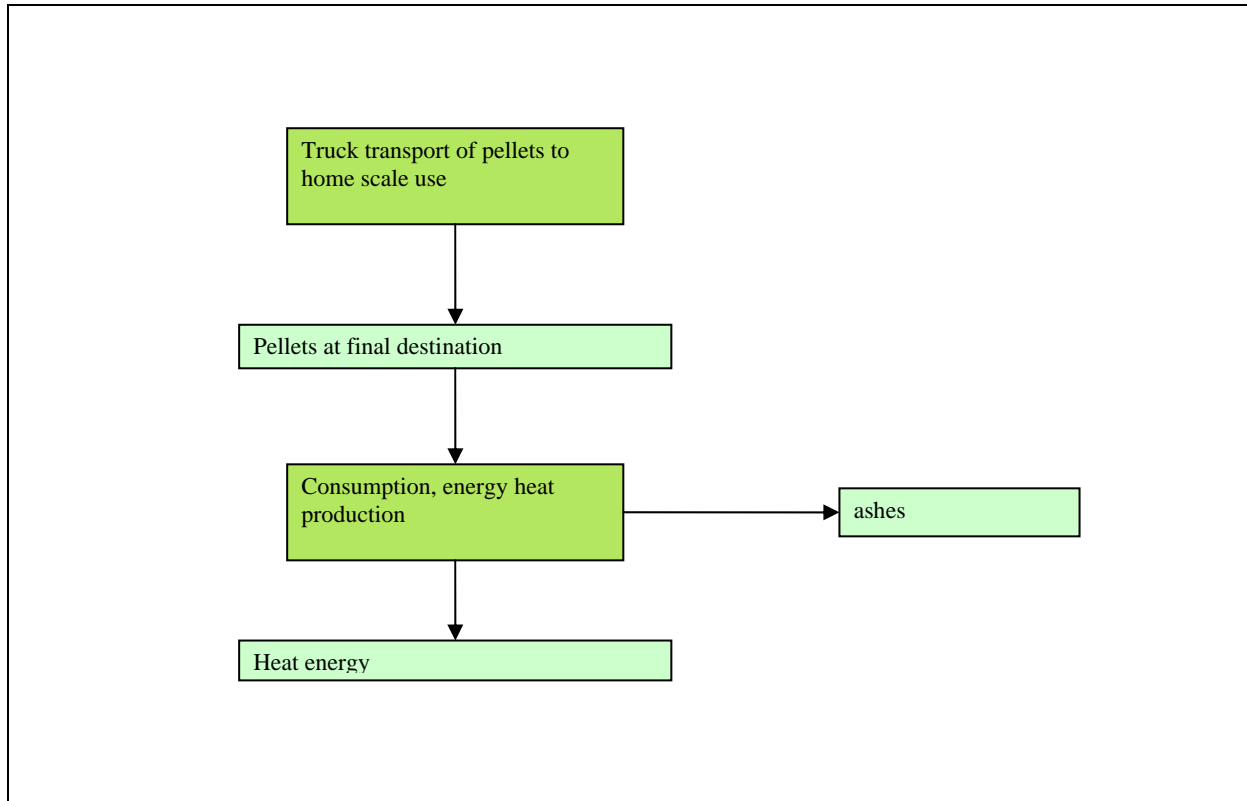 Truck transport of pellets to
home scale use
Pellets at final destination
Consumption, energy heat
production
ashes
Heat energy